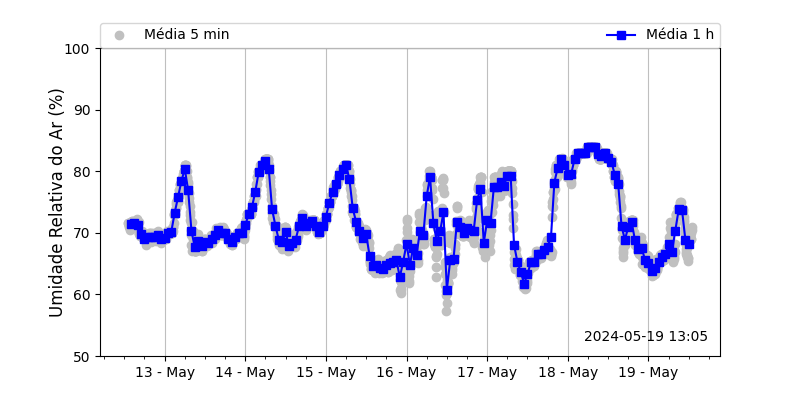 Média 5 min
Média 1 h
Umidade Relativa do Ar (%)
100
90
80
70
60
50
2024-05-19 13:05
13 - May
14 - May
15 - May
16 - May
17 - May
18 - May
19 - May